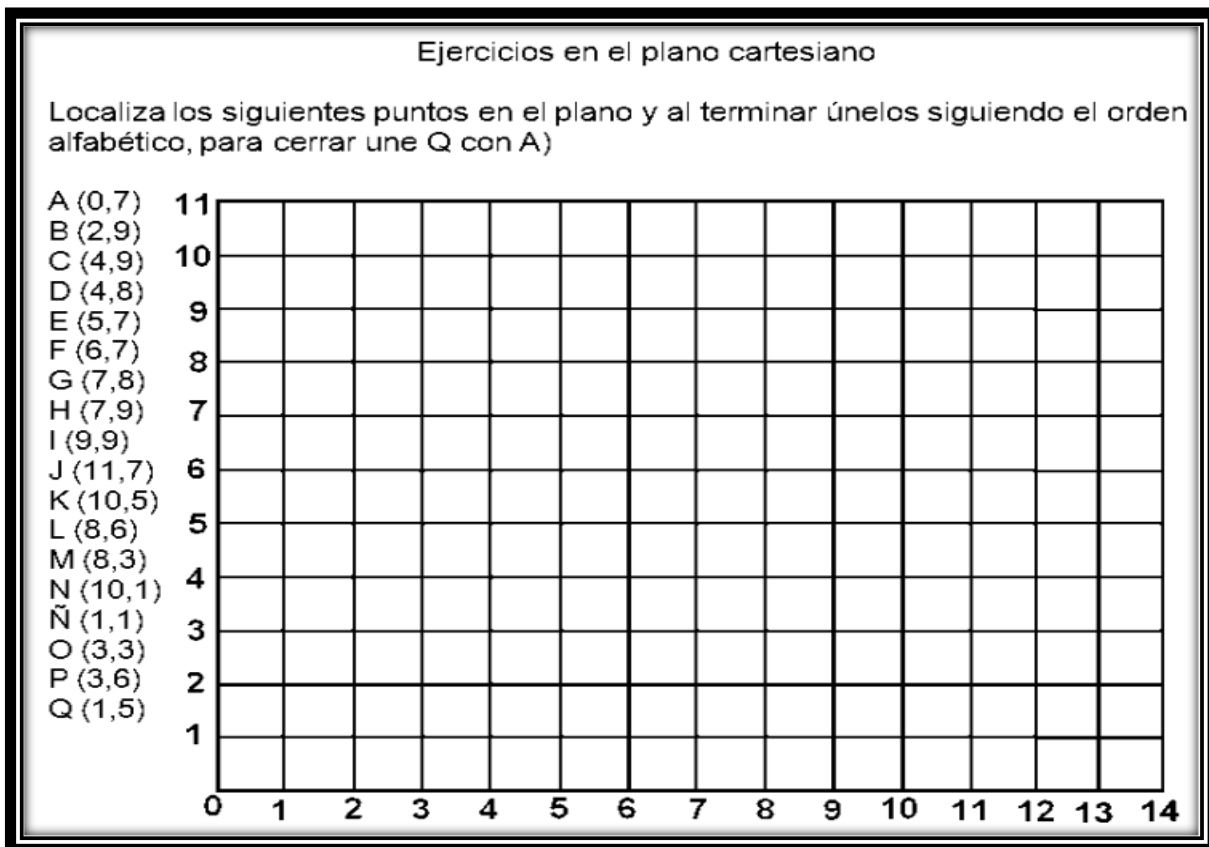 Ejercicios en el plano cartesiano
Localiza los siguientes puntos en el plano y al terminar únelos siguiendo el orden
alfabético, para cerrar une Q con A)
A (0,7)
B (2,9)
C (4,9)
D (4,8)
E (5,7)
F (6,7)
G (7,8)
H (7,9)
I (9,9)
J (11,7)
K (10,5)
L (8,6)
M (8,3)
N (10,1)
Ñ (1,1)
O (3,3)
P (3,6)
Q (1,5)
11
10
9
8
7
6
5
4
3
2
1
0 1 2 3 4 5 6 7 8 9 10 11 12 13 14